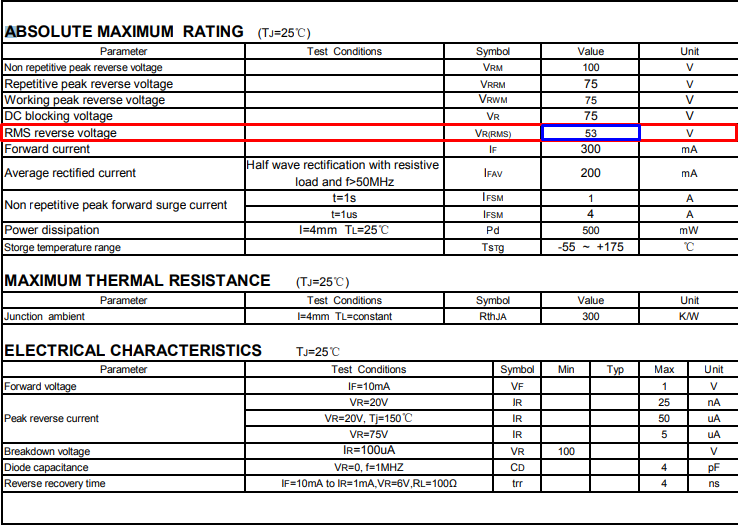 ABSOLUTE MAXIMUM RATING (TJ=25℃)
Parameter Test Conditions Symbol Value Unit
Non repetitive peak reverse voltage VRM 100 V
Repetitive peak reverse voltage VRRM 75 V
Working peak reverse voltage VRWM 75 V
DC blocking voltage VR 75 V
RMS reverse voltage VR(RMS) 53 V
Forward current IF 300 mA
Average rectified current Half wave rectification with resistive load and f>50MHz IFAV 200 mA
Non repetitive peak forward surge current t=1s IFSM 1 A
t=1us IFSM 4 A
Power dissipation l=4mm TL=25℃ Pd 500 mW
Storge temperature range TSTg -55 ~ +175 ℃
MAXIMUM THERMAL RESISTANCE (TJ=25℃)
Parameter Test Conditions Symbol Value Unit
Junction ambient l=4mm TL=constant RthJA 300 K/W
ELECTRICAL CHARACTERISTICS TJ=25℃
Parameter Test Conditions Symbol Min Typ Max Unit
Forward voltage IF=10mA VF 1 V
Peak reverse current VR=20V IR 25 nA
VR=20V, Tj=150℃ IR 50 uA
VR=75V IR 5 uA
Breakdown voltage IR=100uA VR 100 V
Diode capacitance VR=0, f=1MHZ CD 4 pF
Reverse recovery time IF=10mA to IR=1mA,VR=6V,RL=100Ω trr 4 ns